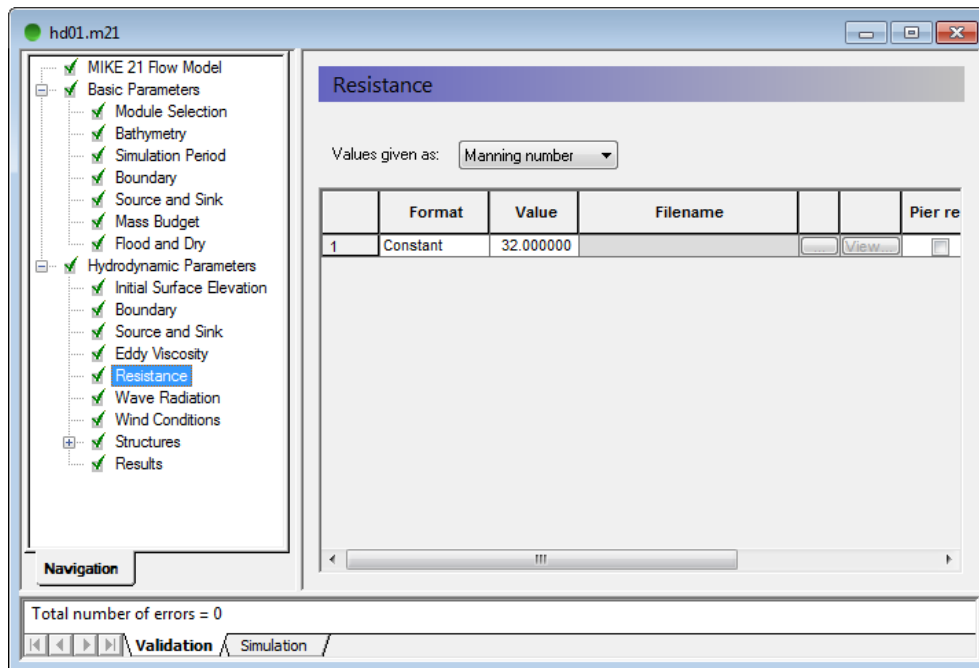 hd01.m21
MIKE 21 Flow Model
Basic Parameters
Module Selection
Bathymetry
Simulation Period
Boundary
Source and Sink
Mass Budget
Flood and Dry
Hydrodynamic Parameters
Initial Surface Elevation
Boundary
Source and Sink
Eddy Viscosity
Resistance
Wave Radiation
Wind Conditions
Structures
Results
Navigation
Resistance
Values given as: Manning number
Format Value Filename Pier re
1 Constant 32.000000 ... View...
Total number of errors = 0
Validation Simulation